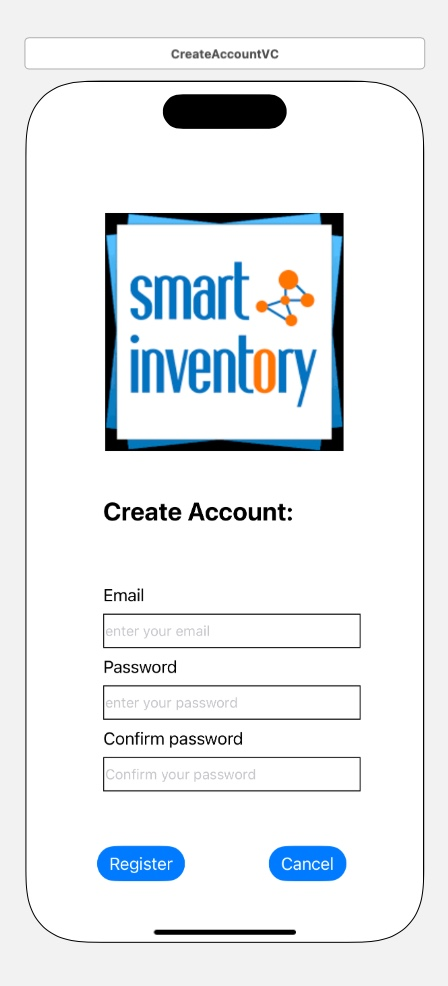 CreateAccountVC
smart
inventory
Create Account:
Email
enter your email
Password
enter your password
Confirm password
Confirm your password
Register
Cancel